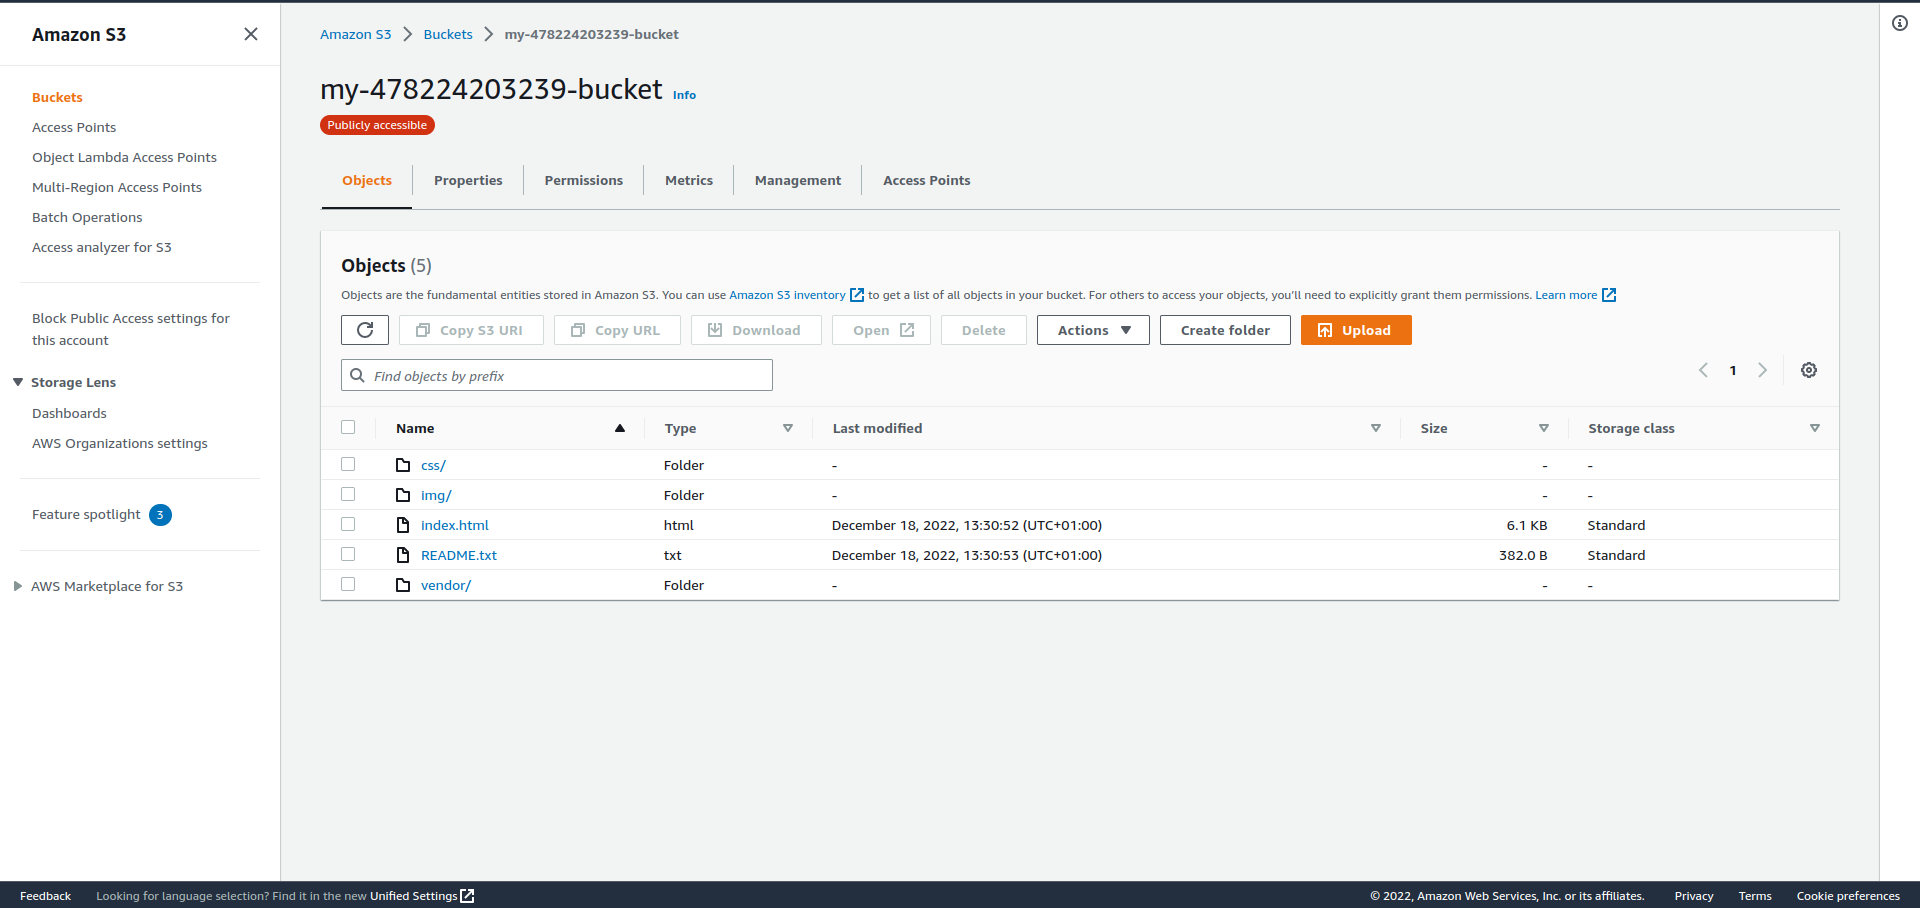 Amazon S3
Buckets
Access Points
Object Lambda Access Points
Multi-Region Access Points
Batch Operations
Access analyzer for S3
Block Public Access settings for
this account
Storage Lens
Dashboards
AWS Organizations settings
Feature spotlight 3
AWS Marketplace for S3
Amazon S3 Buckets my-478224203239-bucket
my-478224203239-bucket Info
Publicly accessible
Objects Properties Permissions Metrics Management Access Points
Objects (5)
Objects are the fundamental entities stored in Amazon S3. You can use Amazon S3 inventory to get a list of all objects in your bucket. For others to access your objects, you'll need to explicitly grant them permissions. Learn more
Copy S3 URI Copy URL Download Open Delete Actions Create folder Upload
Find objects by prefix 1
Name Type Last modified Size Storage class
css/ Folder - - -
img/ Folder - - -
index.html html December 18, 2022, 13:30:52 (UTC+01:00) 6.1 KB Standard
README.txt txt December 18, 2022, 13:30:53 (UTC+01:00) 382.0 B Standard
vendor/ Folder - - -
Feedback Looking for language selection? Find it in the new Unified Settings © 2022, Amazon Web Services, Inc. or its affiliates. Privacy Terms Cookie preferences